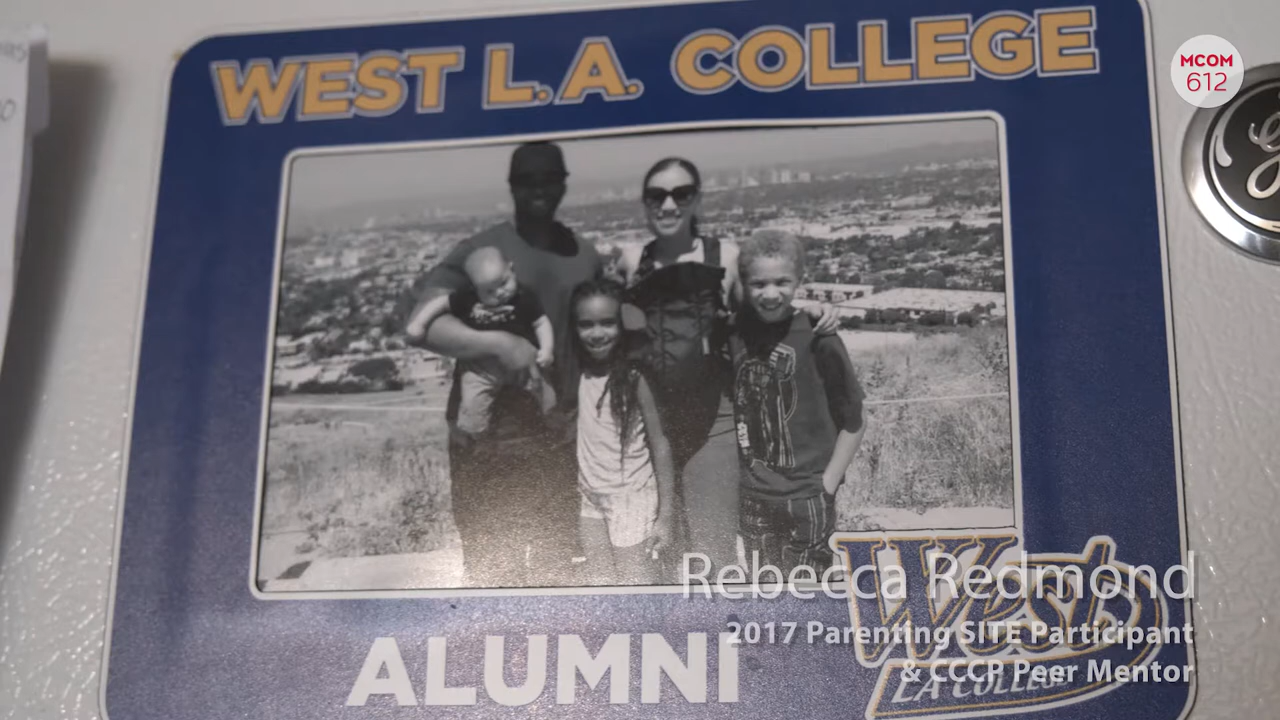 WEST L.A. COLLEGE
MCOM
612
Rebecca Redmond
2017 Parenting SITE Participant
& CCCP Peer Mentor
ALUMNI
West
LA COLLEGE